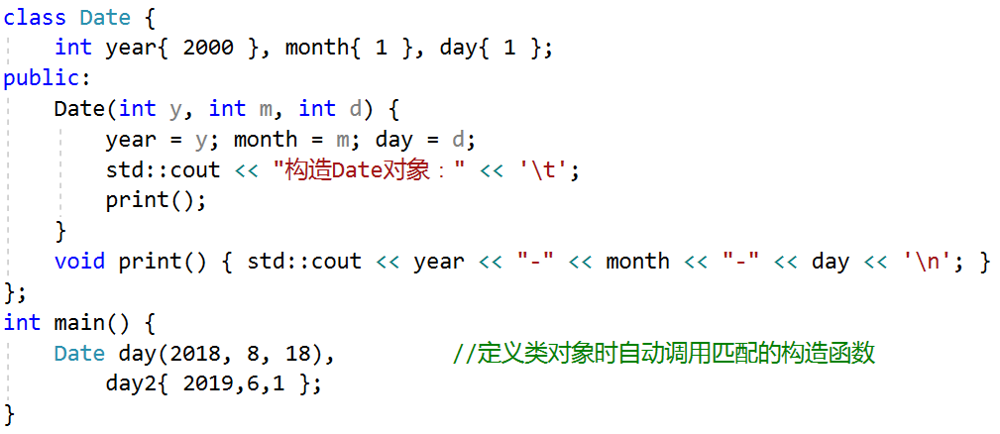 class Date {
    int year{ 2000 }, month{ 1 }, day{ 1 };
public:
    Date(int y, int m, int d) {
        year = y; month = m; day = d;
        std::cout << "构造Date对象：" << '\t';
        print();
    }
    void print() { std::cout << year << "-" << month << "-" << day << '\n'; }
};
int main() {
    Date day(2018, 8, 18),         //定义类对象时自动调用匹配的构造函数
        day2{ 2019,6,1 };
}